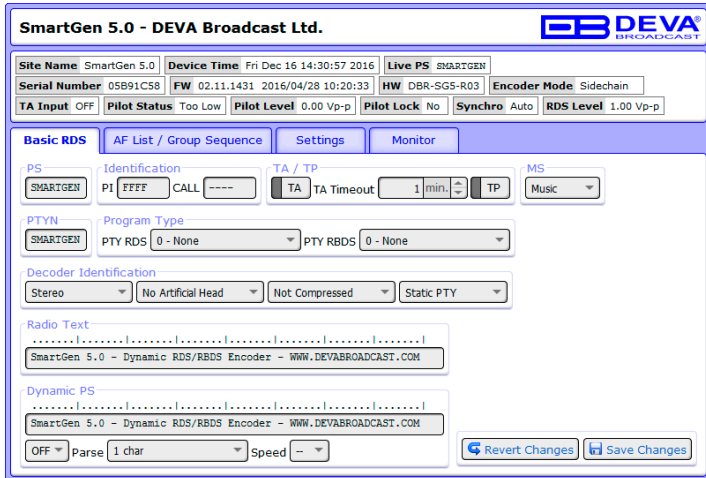 SmartGen 5.0 - DEVA Broadcast Ltd. DB DEVA
BROADCAST
Site Name SmartGen 5.0 Device Time Fri Dec 16 14:30:57 2016 Live PS SMARTGEN
Serial Number 05B91C58 FW 02.11.1431 2016/04/28 10:20:33 HW DBR-SG5-R03 Encoder Mode Sidechain
TA Input OFF Pilot Status Too Low Pilot Level 0.00 Vp-p Pilot Lock No Synchro Auto RDS Level 1.00 Vp-p
Basic RDS AF List / Group Sequence Settings Monitor
PS Identification TA / TP MS
SMARTGEN PI FFFF CALL ---- TA TA Timeout 1 min. TP Music
PTYN Program Type
SMARTGEN PTY RDS 0 - None PTY RBDS 0 - None
Decoder Identification
Stereo No Artificial Head Not Compressed Static PTY
Radio Text
.......|.......|.......|.......|.......|.......|.......|.......|
SmartGen 5.0 - Dynamic RDS/RBDS Encoder - WWW.DEVABROADCAST.COM
Dynamic PS
.......|.......|.......|.......|.......|.......|.......|.......|
SmartGen 5.0 - Dynamic RDS/RBDS Encoder - WWW.DEVABROADCAST.COM
OFF Parse 1 char Speed -- Revert Changes Save Changes